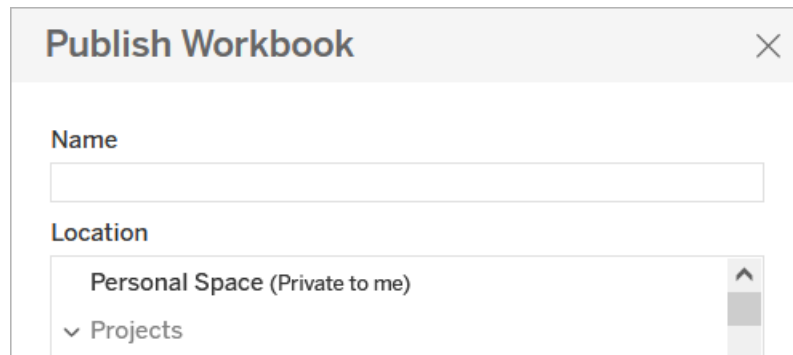 Publish Workbook
Name
Location
Personal Space (Private to me)
Projects